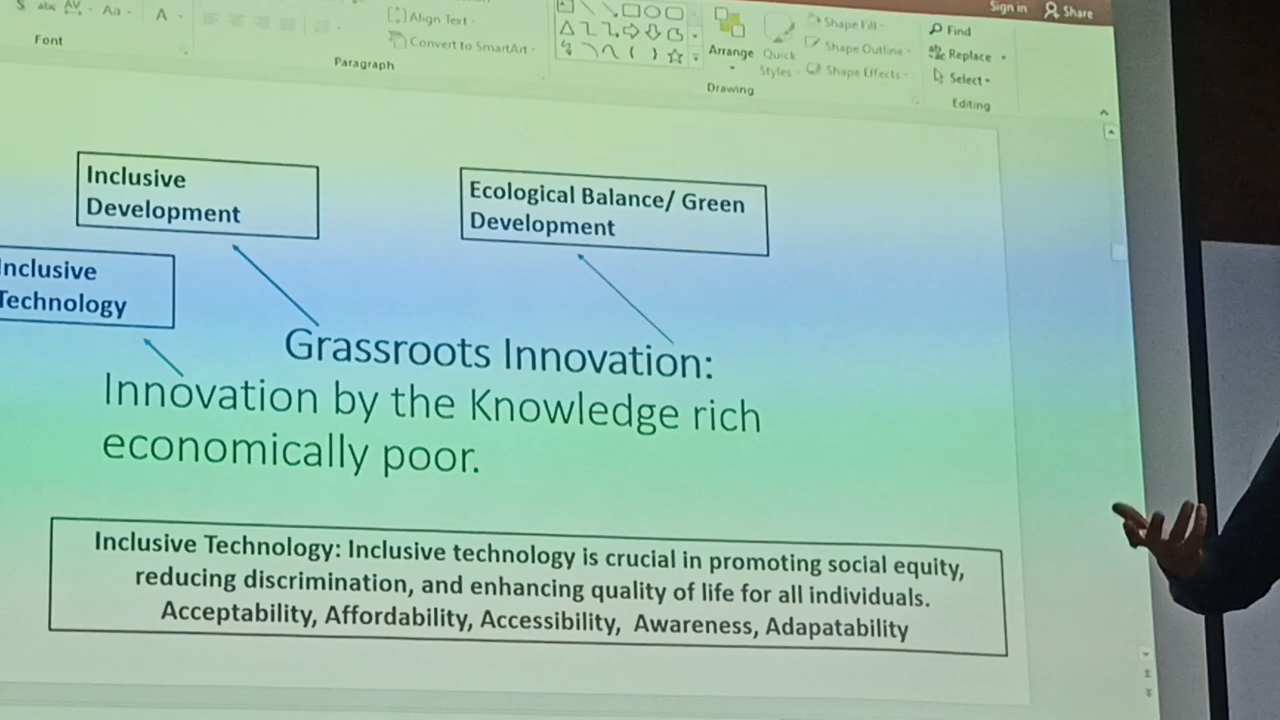 Sign in Share
abc AV Aa A
Align Text
Convert to SmartArt
Font
Paragraph
Arrange
Quick
Styles
Shape Fill
Shape Outline
Shape Effects
Drawing
Find
Replace
Select
Editing
Inclusive
Development
Ecological Balance/ Green
Development
Inclusive
Technology
Grassroots Innovation:
Innovation by the Knowledge rich
economically poor.
Inclusive Technology: Inclusive technology is crucial in promoting social equity,
reducing discrimination, and enhancing quality of life for all individuals.
Acceptability, Affordability, Accessibility, Awareness, Adapatability